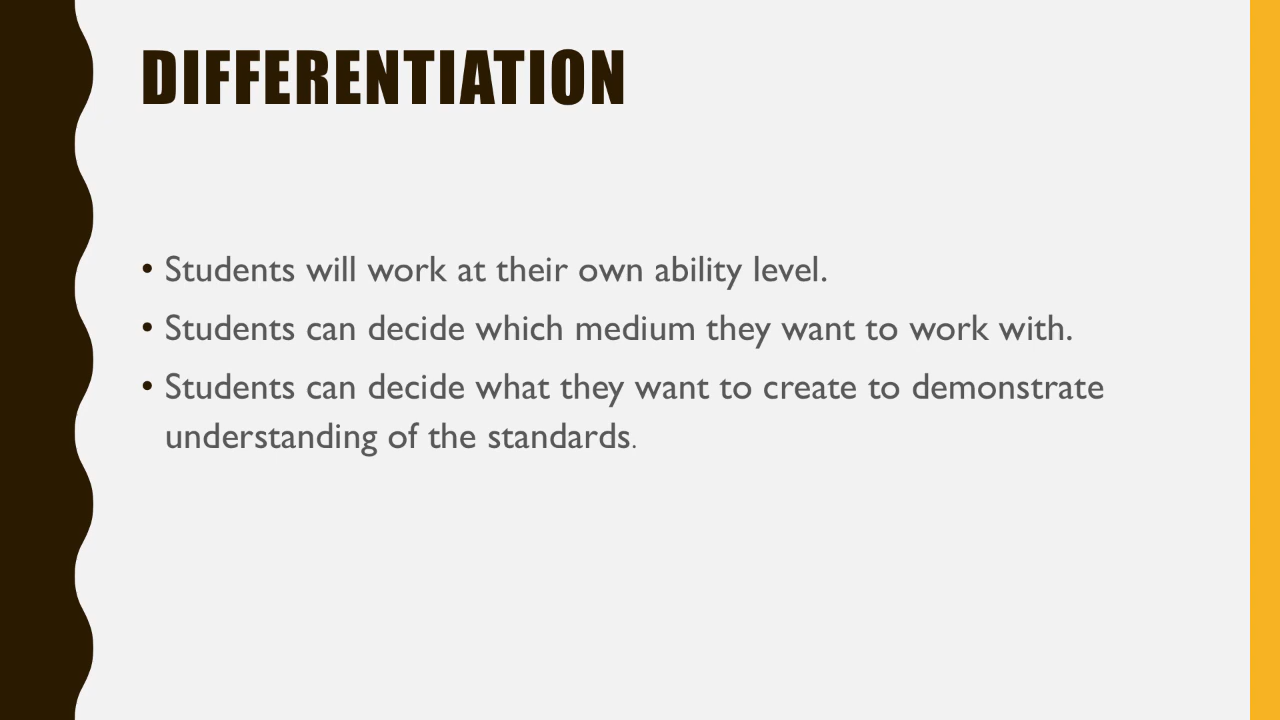 DIFFERENTIATION
• Students will work at their own ability level.
• Students can decide which medium they want to work with.
• Students can decide what they want to create to demonstrate
understanding of the standards.